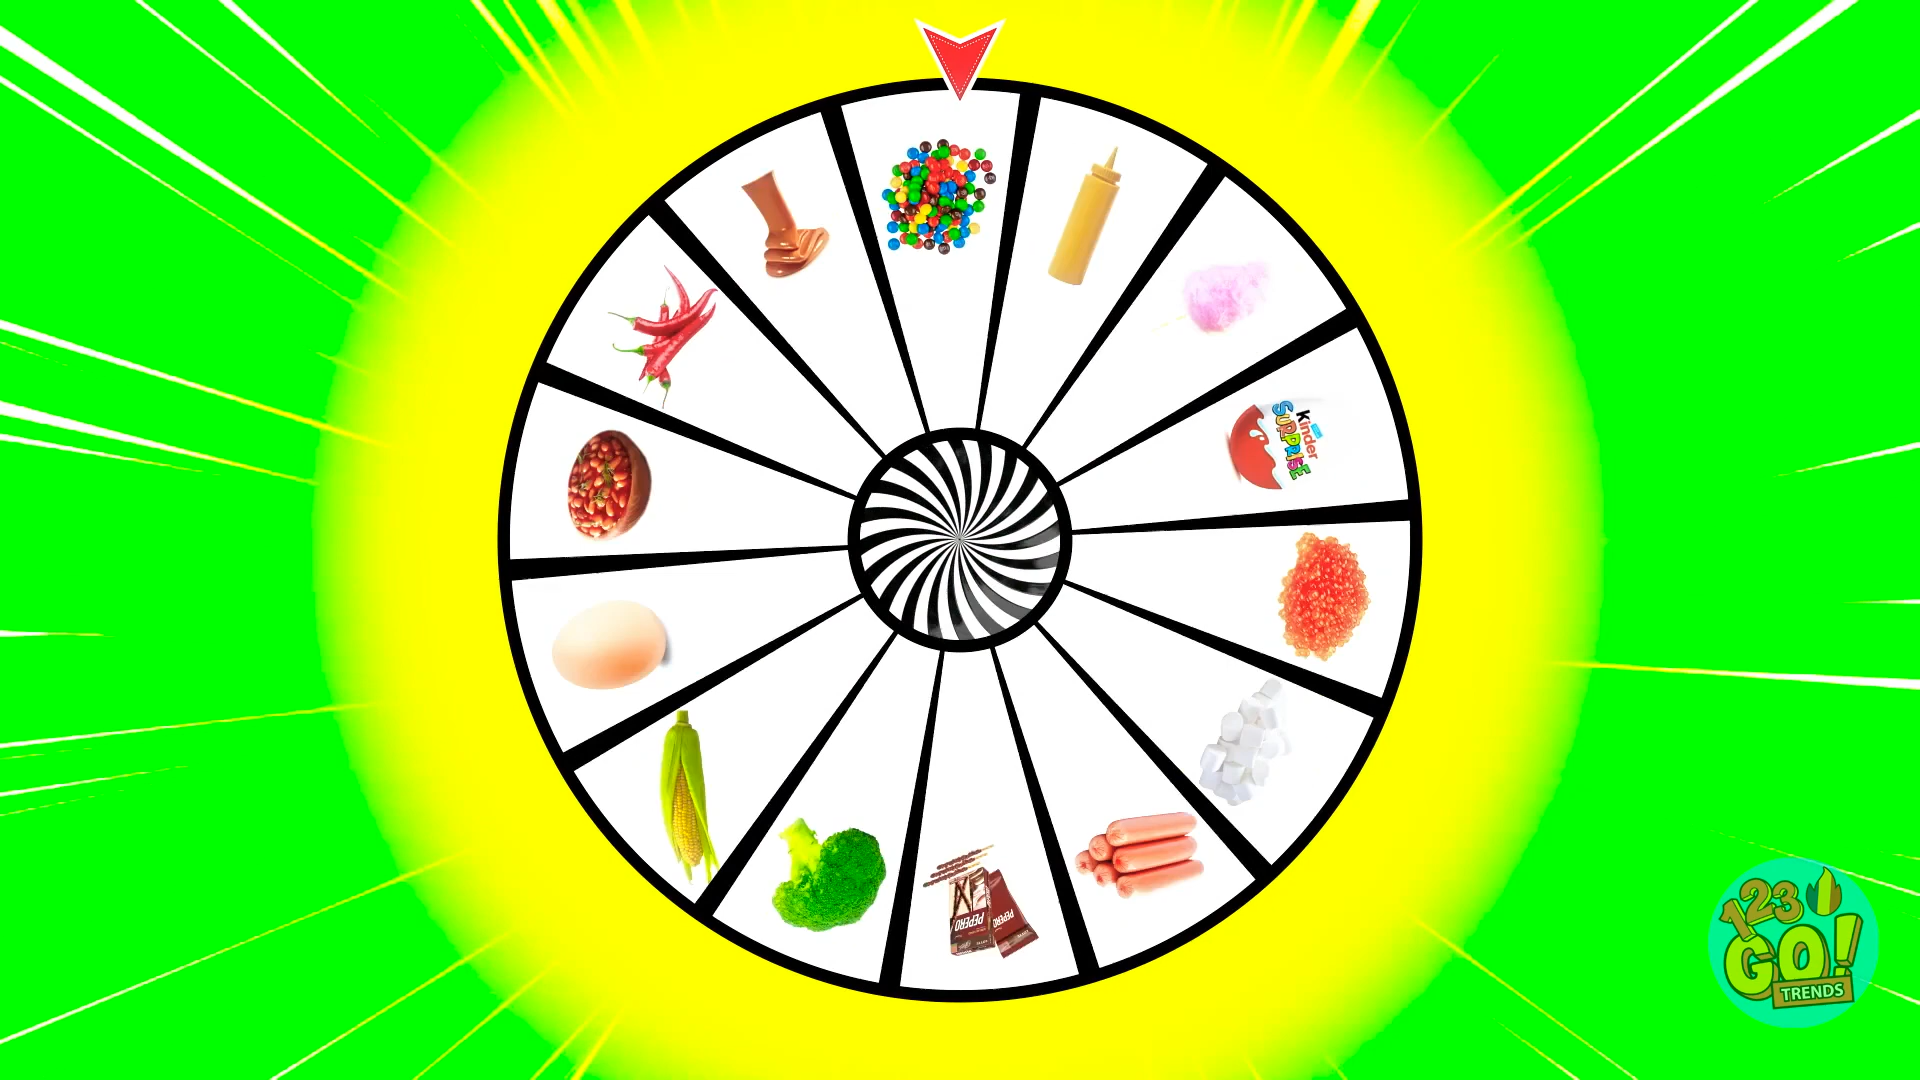 Kinder
SURPRISE
PEPERO
PEPERO
123
GO!
TRENDS